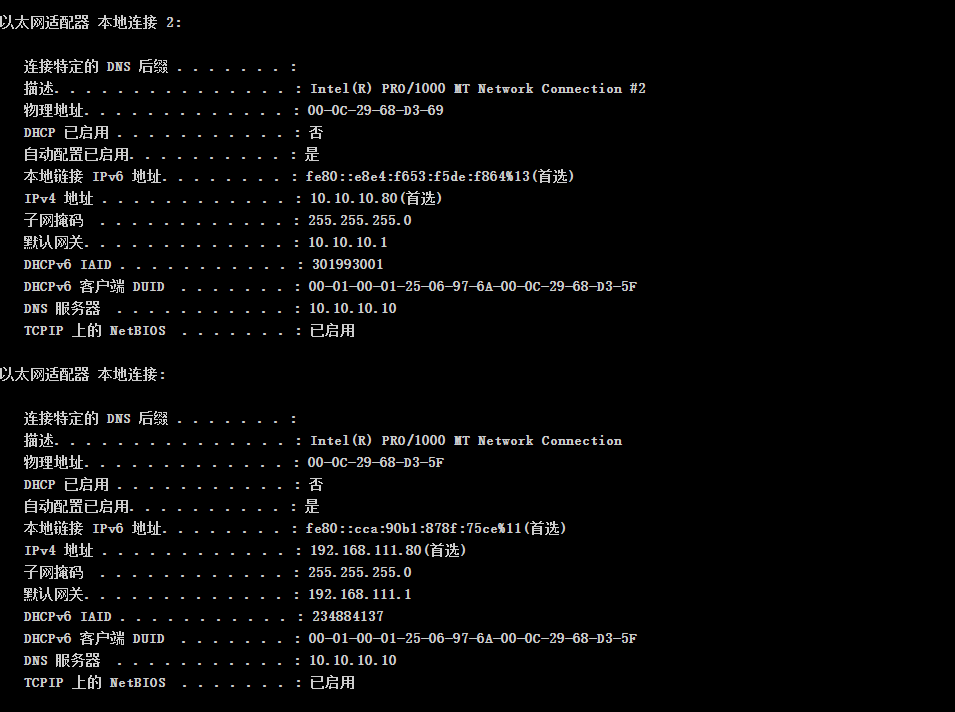 以太网适配器 本地连接 2:
连接特定的 DNS 后缀 . . . . . . . :
描述. . . . . . . . . . . . . . . : Intel(R) PRO/1000 MT Network Connection #2
物理地址. . . . . . . . . . . . . : 00-0C-29-68-D3-69
DHCP 已启用 . . . . . . . . . . . : 否
自动配置已启用. . . . . . . . . . : 是
本地链接 IPv6 地址. . . . . . . . : fe80::e8e4:f653:f5de:f864%13(首选)
IPv4 地址 . . . . . . . . . . . . : 10.10.10.80(首选)
子网掩码  . . . . . . . . . . . . : 255.255.255.0
默认网关. . . . . . . . . . . . . : 10.10.10.1
DHCPv6 IAID . . . . . . . . . . . : 301993001
DHCPv6 客户端 DUID  . . . . . . . : 00-01-00-01-25-06-97-6A-00-0C-29-68-D3-5F
DNS 服务器  . . . . . . . . . . . : 10.10.10.10
TCPIP 上的 NetBIOS  . . . . . . . : 已启用
以太网适配器 本地连接:
连接特定的 DNS 后缀 . . . . . . . :
描述. . . . . . . . . . . . . . . : Intel(R) PRO/1000 MT Network Connection
物理地址. . . . . . . . . . . . . : 00-0C-29-68-D3-5F
DHCP 已启用 . . . . . . . . . . . : 否
自动配置已启用. . . . . . . . . . : 是
本地链接 IPv6 地址. . . . . . . . : fe80::cca:90b1:878f:75ce%11(首选)
IPv4 地址 . . . . . . . . . . . . : 192.168.111.80(首选)
子网掩码  . . . . . . . . . . . . : 255.255.255.0
默认网关. . . . . . . . . . . . . : 192.168.111.1
DHCPv6 IAID . . . . . . . . . . . : 234884137
DHCPv6 客户端 DUID  . . . . . . . : 00-01-00-01-25-06-97-6A-00-0C-29-68-D3-5F
DNS 服务器  . . . . . . . . . . . : 10.10.10.10
TCPIP 上的 NetBIOS  . . . . . . . : 已启用